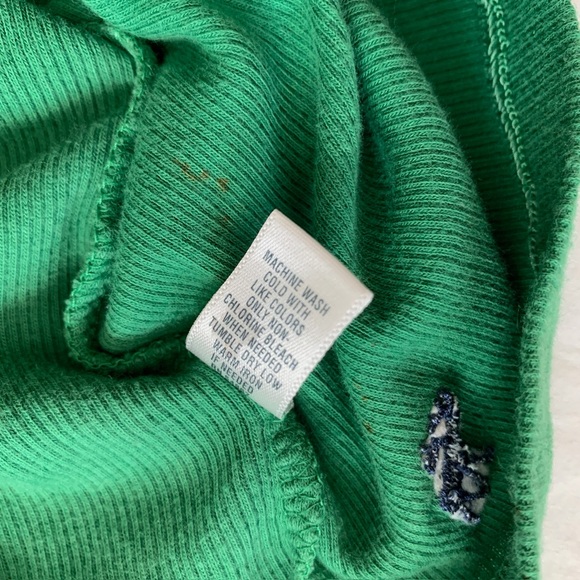 MACHINE WASH
COLD WITH
LIKE COLORS
ONLY NON-
CHLORINE BLEACH
WHEN NEEDED
TUMBLE DRY LOW
WARM IRON
IF NEEDED